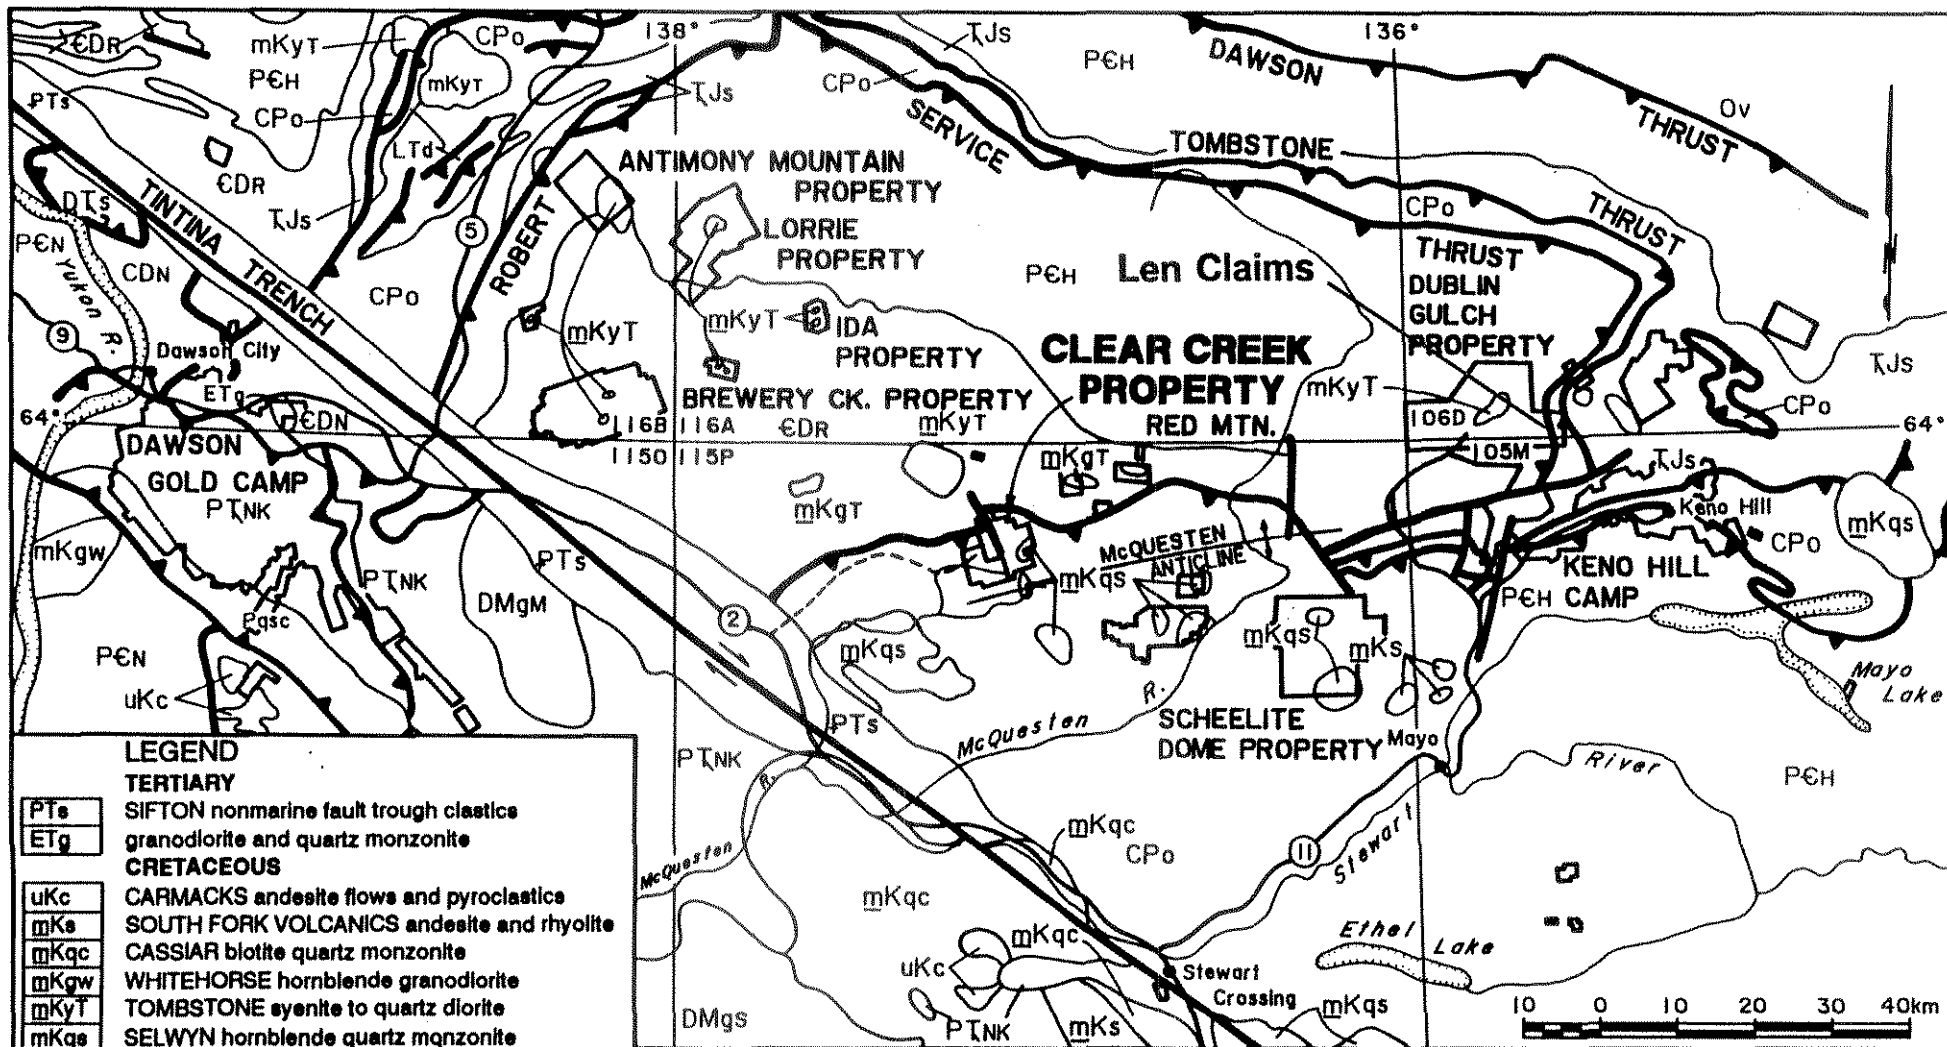 ЄDR
mKyT
CPo
138°
TJs
136°
PЄH
DAWSON
PЄH
mKyT
CPo
TJs
PTs
CPo
SERVICE
Ov
THRUST
LTd
TOMBSTONE
ЄDR
ANTIMONY MOUNTAIN
PROPERTY
DTs
TINTINA
TJs
5
ROBERT
CPo
THRUST
LORRIE
PROPERTY
PЄN
Yukon R.
CDN
TRENCH
CPo
PЄH
Len Claims
THRUST
DUBLIN
GULCH
PROPERTY
9
mKyT
mKyT
IDA
PROPERTY
CLEAR CREEK
PROPERTY
Dawson City
mKyT
TJs
ETg
BREWERY CK. PROPERTY
RED MTN.
106D
CPo
64°
ЄDN
116B
116A
ЄDR
mKyT
64°
DAWSON
GOLD CAMP
115O
115P
mKgT
105M
TJs
PTNK
mKgT
Keno Hill
mKqs
mKgw
PTs
McQUESTEN
ANTICLINE
CPo
KENO HILL
CAMP
PTNK
DMgM
mKqs
PЄH
Pqsc
2
mKqs
mKqs
mKs
PЄN
uKc
R.
Mayo
Lake
PTs
McQuesten
SCHEELITE
DOME PROPERTY
Mayo
PTNK
R.
River
PЄH
mKqc
CPo
11
Stewart
McQuesten
mKqc
mKqc
Ethel
Lake
uKc
Stewart
Crossing
mKqs
DMgS
PTNK
mKs
10 0 10 20 30 40km
LEGEND
TERTIARY
PTs SIFTON nonmarine fault trough clastics
ETg granodiorite and quartz monzonite
CRETACEOUS
uKc CARMACKS andesite flows and pyroclastics
mKs SOUTH FORK VOLCANICS andesite and rhyolite
mKqc CASSIAR biotite quartz monzonite
mKgw WHITEHORSE hornblende granodiorite
mKyT TOMBSTONE syenite to quartz diorite
mKqs SELWYN hornblende quartz monzonite